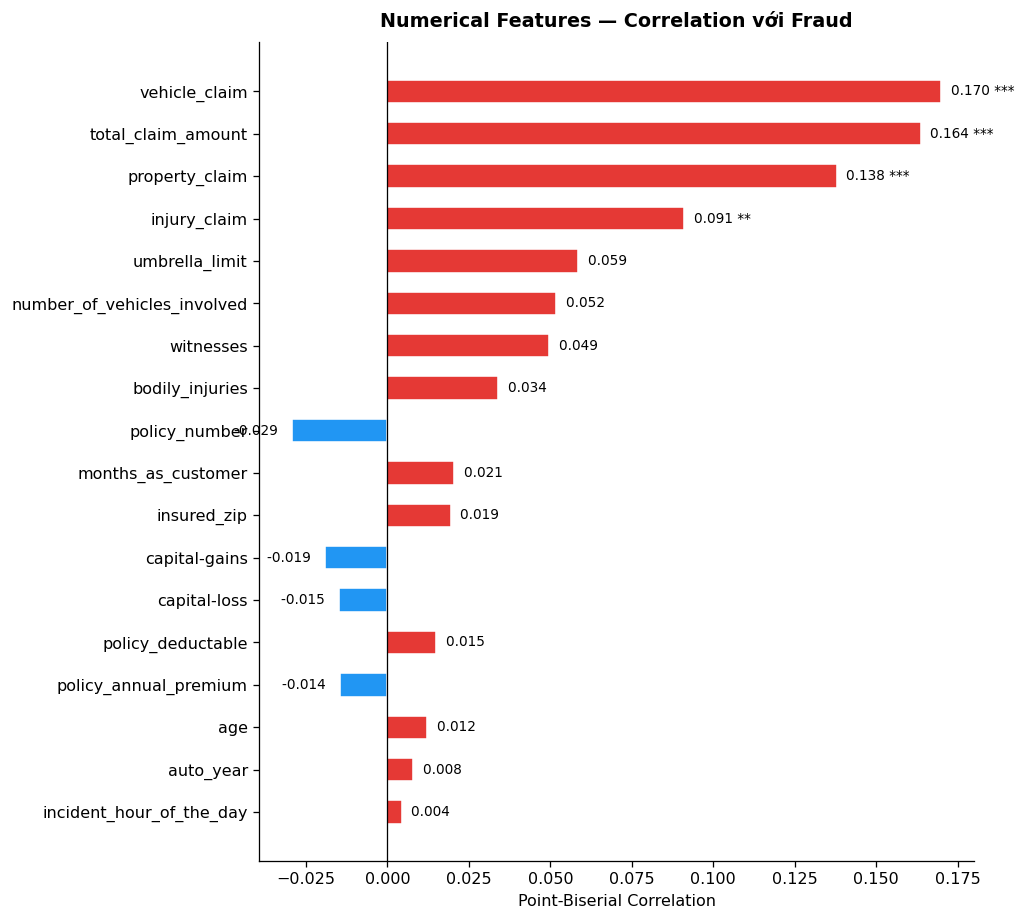 Numerical Features — Correlation với Fraud
vehicle_claim 0.170 ***
total_claim_amount 0.164 ***
property_claim 0.138 ***
injury_claim 0.091 **
umbrella_limit 0.059
number_of_vehicles_involved 0.052
witnesses 0.049
bodily_injuries 0.034
policy_number -0.029
months_as_customer 0.021
insured_zip 0.019
capital-gains -0.019
capital-loss -0.015
policy_deductable 0.015
policy_annual_premium -0.014
age 0.012
auto_year 0.008
incident_hour_of_the_day 0.004
−0.025 0.000 0.025 0.050 0.075 0.100 0.125 0.150 0.175
Point-Biserial Correlation